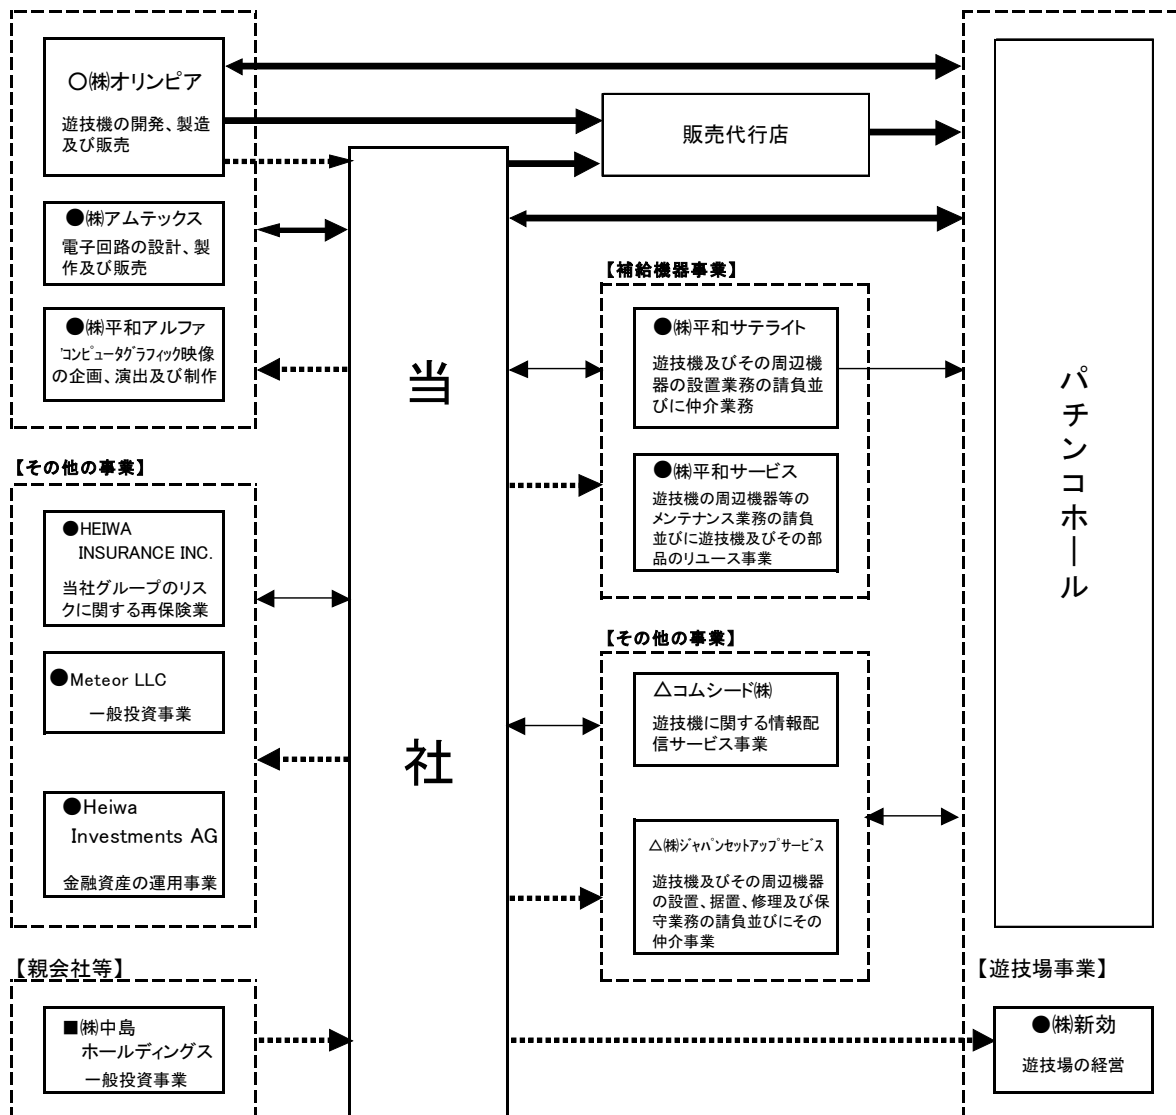 ○㈱オリンピア
遊技機の開発、製造
及び販売
●㈱アムテックス
電子回路の設計、製
作及び販売
●㈱平和アルファ
コンピュータグラフィック映像
の企画、演出及び制作
【その他の事業】
●HEIWA
INSURANCE INC.
当社グループのリス
クに関する再保険業
●Meteor LLC
一般投資事業
●Heiwa
Investments AG
金融資産の運用事業
【親会社等】
■㈱中島
ホールディングス
一般投資事業
当
社
販売代行店
【補給機器事業】
●㈱平和サテライト
遊技機及びその周辺機
器の設置業務の請負並
びに仲介業務
●㈱平和サービス
遊技機の周辺機器等の
メンテナンス業務の請負
並びに遊技機及びその部
品のリユース事業
【その他の事業】
△コムシード㈱
遊技機に関する情報配
信サービス事業
△㈱ジャパンセットアップサービス
遊技機及びその周辺機器
の設置、据置、修理及び保
守業務の請負並びにその
仲介事業
パチンコホール
【遊技場事業】
●㈱新効
遊技場の経営